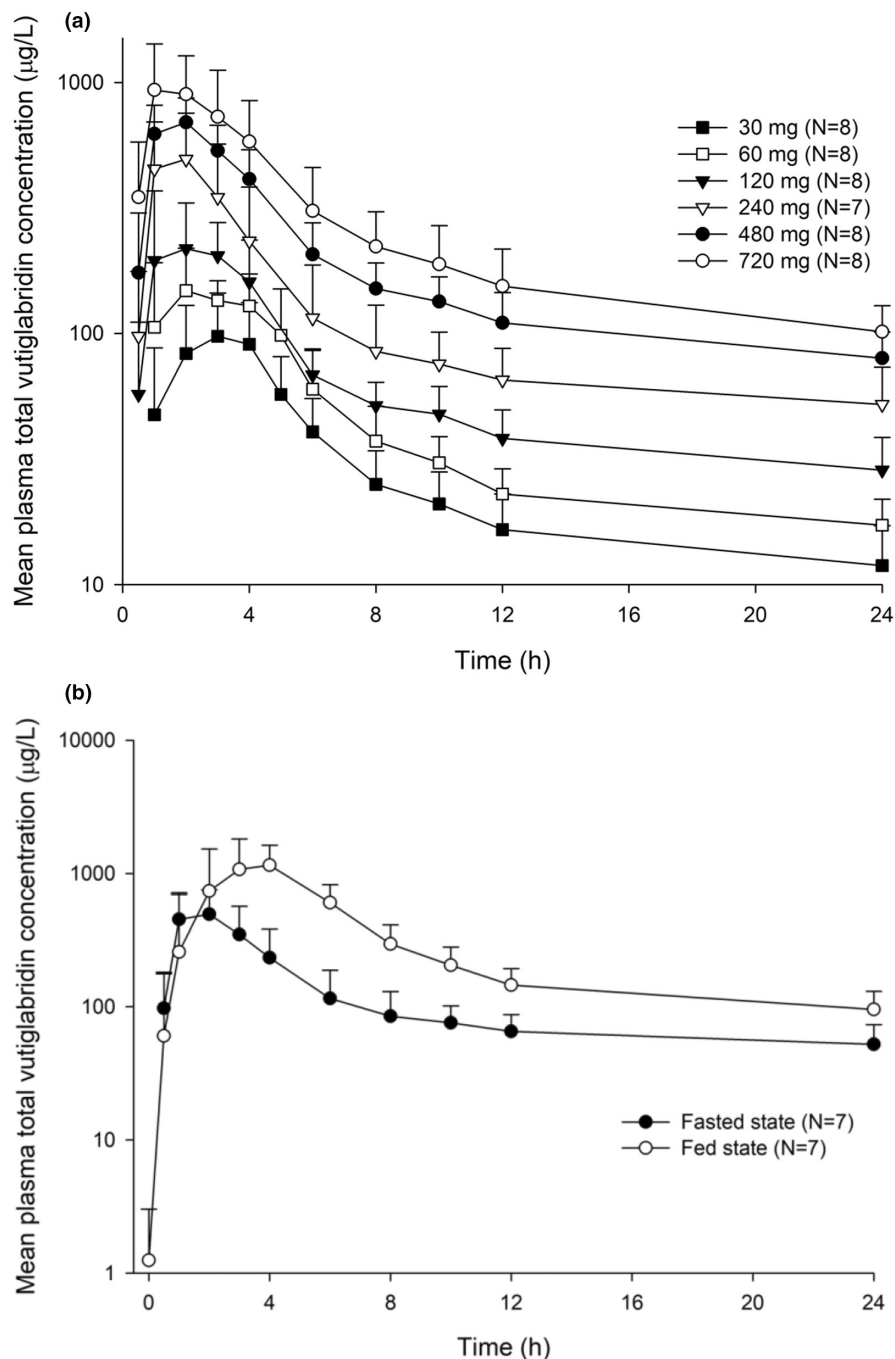 (a)
Mean plasma total vutiglabridin concentration (μg/L)
1000
100
10
30 mg (N=8)
60 mg (N=8)
120 mg (N=8)
240 mg (N=7)
480 mg (N=8)
720 mg (N=8)
0 4 8 12 16 20 24
Time (h)
(b)
Mean plasma total vutiglabridin concentration (μg/L)
10000
1000
100
10
1
Fasted state (N=7)
Fed state (N=7)
0 4 8 12 16 20 24
Time (h)